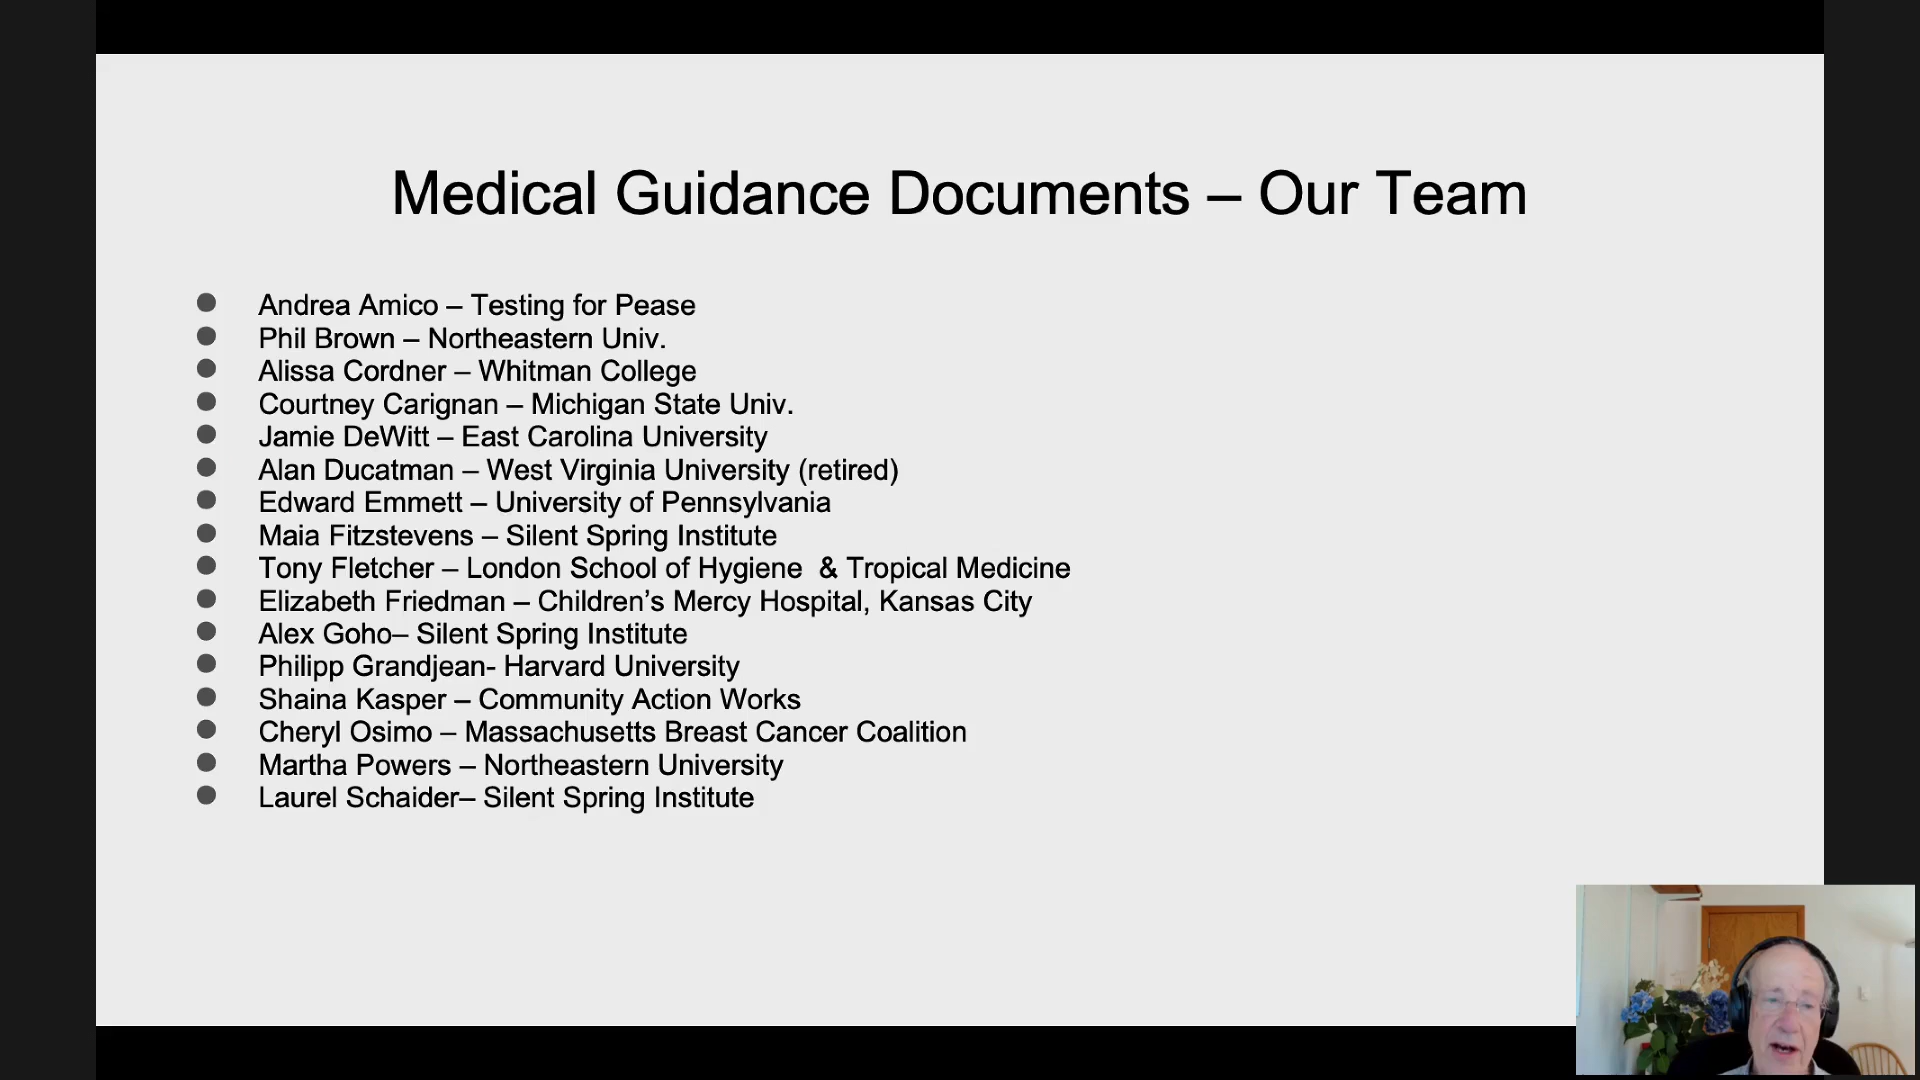 Medical Guidance Documents – Our Team
● Andrea Amico – Testing for Pease
● Phil Brown – Northeastern Univ.
● Alissa Cordner – Whitman College
● Courtney Carignan – Michigan State Univ.
● Jamie DeWitt – East Carolina University
● Alan Ducatman – West Virginia University (retired)
● Edward Emmett – University of Pennsylvania
● Maia Fitzstevens – Silent Spring Institute
● Tony Fletcher – London School of Hygiene  & Tropical Medicine
● Elizabeth Friedman – Children’s Mercy Hospital, Kansas City
● Alex Goho– Silent Spring Institute
● Philipp Grandjean- Harvard University
● Shaina Kasper – Community Action Works
● Cheryl Osimo – Massachusetts Breast Cancer Coalition
● Martha Powers – Northeastern University
● Laurel Schaider– Silent Spring Institute